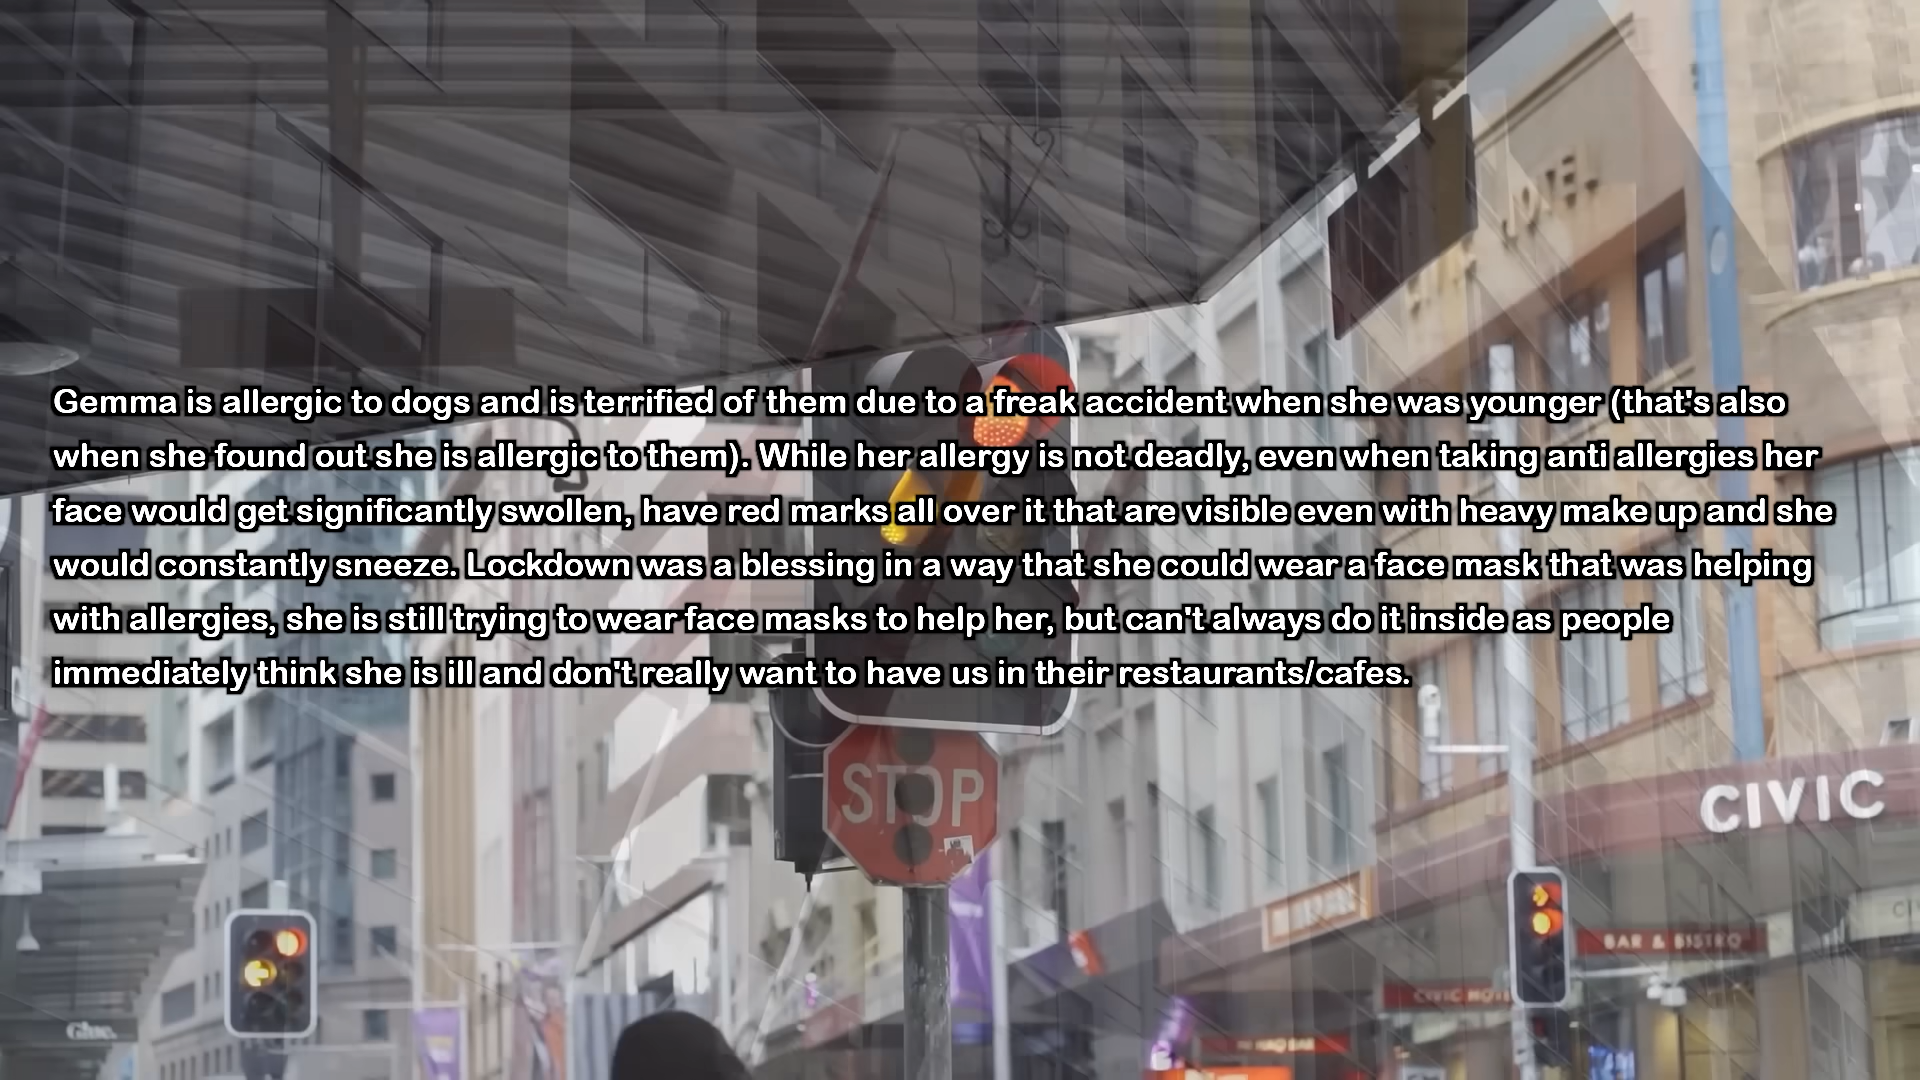 HOTEL
Gemma is allergic to dogs and is terrified of them due to a freak accident when she was younger (that's also
when she found out she is allergic to them). While her allergy is not deadly, even when taking anti allergies her
face would get significantly swollen, have red marks all over it that are visible even with heavy make up and she
would constantly sneeze. Lockdown was a blessing in a way that she could wear a face mask that was helping
with allergies, she is still trying to wear face masks to help her, but can't always do it inside as people
immediately think she is ill and don't really want to have us in their restaurants/cafes.
STOP
CIVIC
BAR & BISTRO
CIVIC HOTEL
Glue.